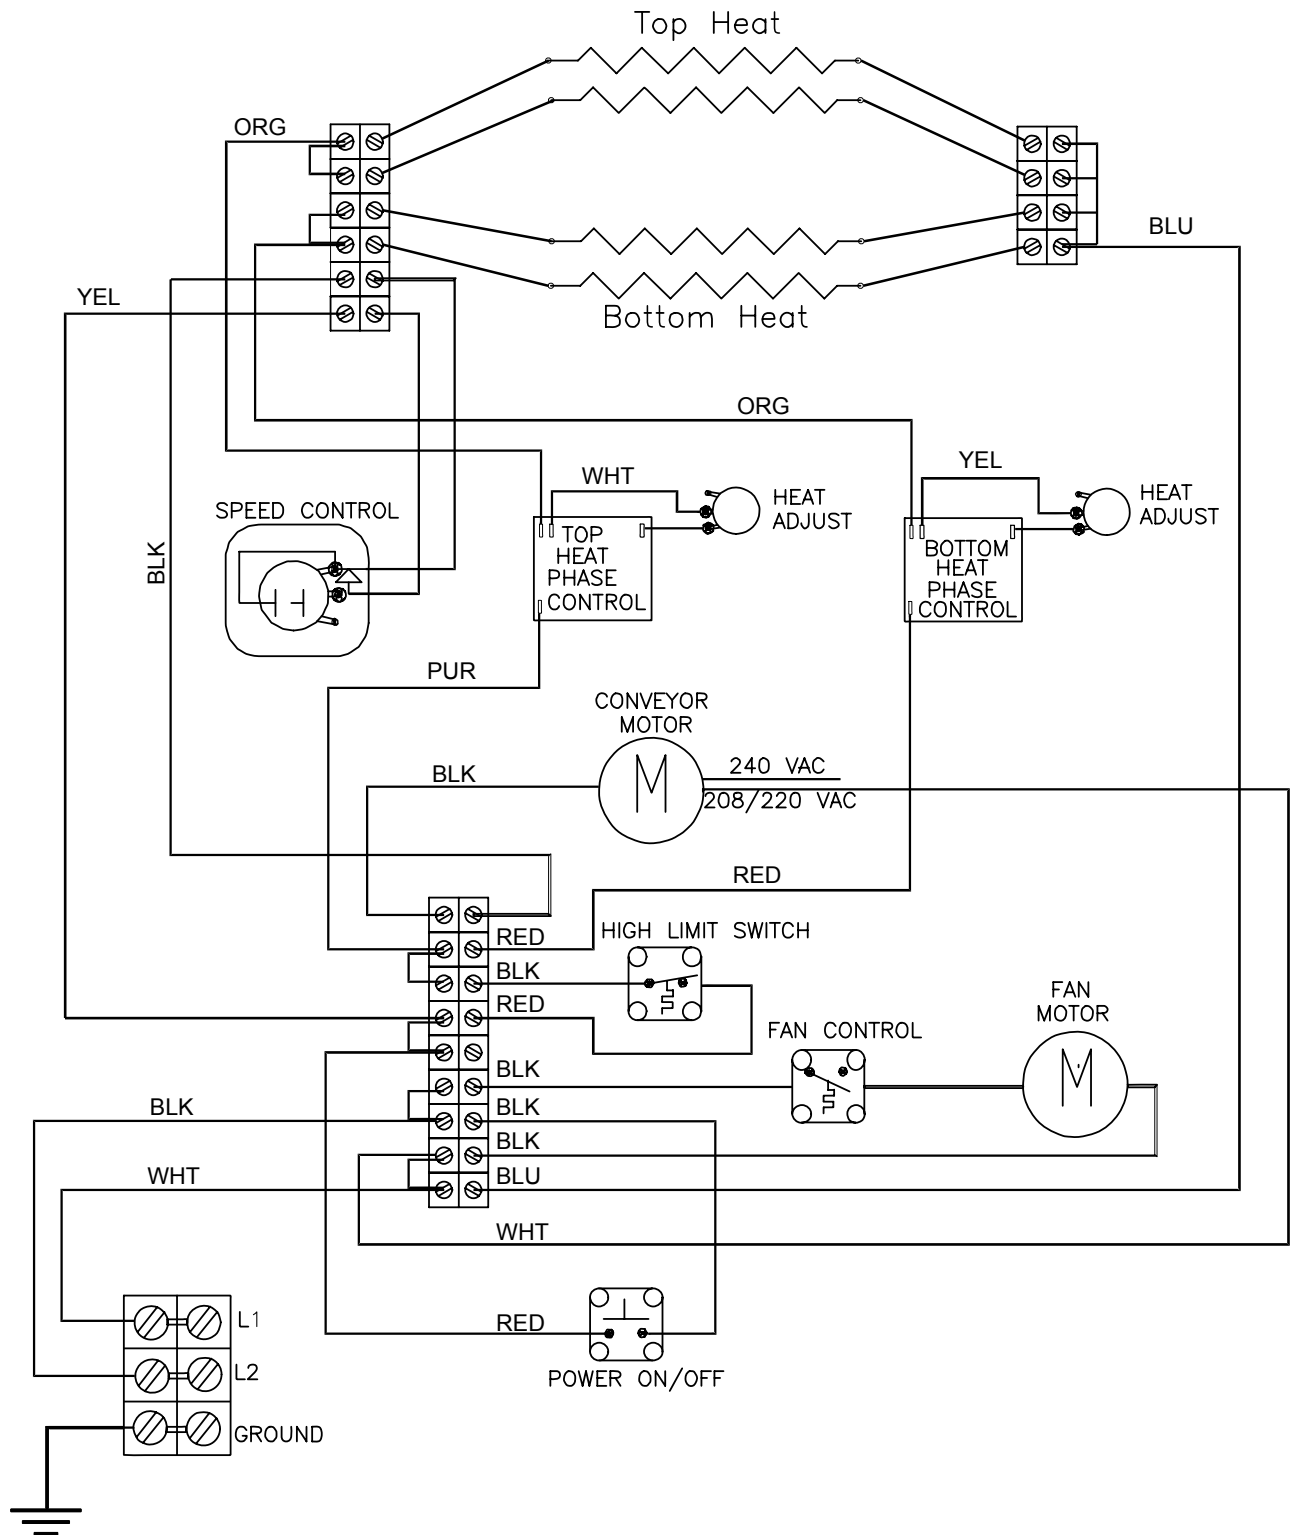 Top Heat
ORG
BLU
YEL
Bottom Heat
ORG
WHT
YEL
HEAT
ADJUST
HEAT
ADJUST
SPEED CONTROL
BLK
TOP
HEAT
PHASE
CONTROL
BOTTOM
HEAT
PHASE
CONTROL
PUR
CONVEYOR
MOTOR
M
BLK
240 VAC
208/220 VAC
RED
HIGH LIMIT SWITCH
RED
BLK
RED
FAN
MOTOR
M
FAN CONTROL
BLK
BLK
BLK
BLK
WHT
BLU
WHT
L1
RED
L2
POWER ON/OFF
GROUND